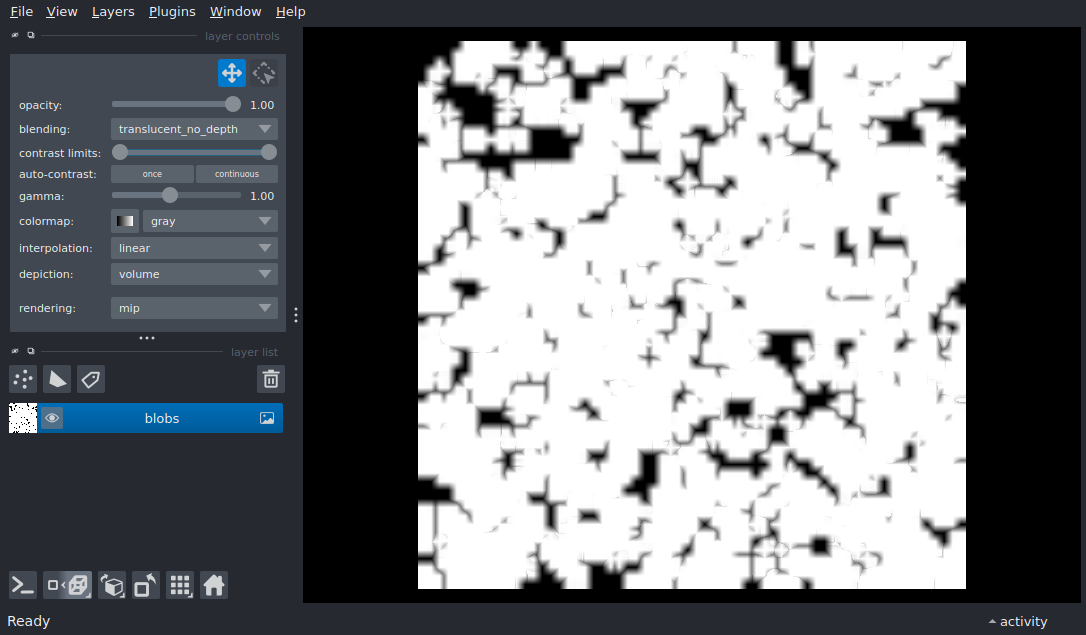 File View Layers Plugins Window Help
layer controls
opacity: 1.00
blending: translucent_no_depth
contrast limits:
auto-contrast: once continuous
gamma: 1.00
colormap: gray
interpolation: linear
depiction: volume
rendering: mip
layer list
blobs
Ready
activity